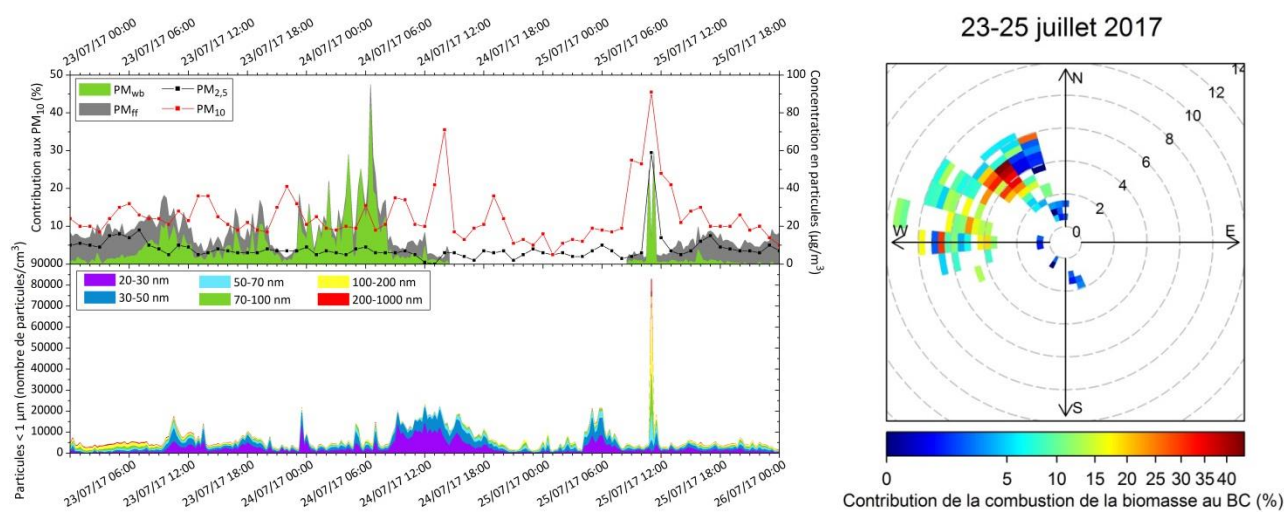 23/07/17 00:00
23/07/17 06:00
23/07/17 12:00
23/07/17 18:00
24/07/17 00:00
24/07/17 06:00
24/07/17 12:00
24/07/17 18:00
25/07/17 00:00
25/07/17 06:00
25/07/17 12:00
25/07/17 18:00
Contribution aux PM10 (%)
50
40
30
20
10
PMwb
PMff
PM2,5
PM10
100
80
60
40
20
0
Concentration en particules (µg/m3)
Particules < 1 µm (nombre de particules/cm3)
90000
80000
70000
60000
50000
40000
30000
20000
10000
0
20-30 nm
30-50 nm
50-70 nm
70-100 nm
100-200 nm
200-1000 nm
23/07/17 06:00
23/07/17 12:00
23/07/17 18:00
24/07/17 00:00
24/07/17 06:00
24/07/17 12:00
24/07/17 18:00
25/07/17 00:00
25/07/17 06:00
25/07/17 12:00
25/07/17 18:00
26/07/17 00:00
23-25 juillet 2017
N
14
12
10
8
6
4
2
0
W
E
S
0 5 10 15 20 25 30 35 40
Contribution de la combustion de la biomasse au BC (%)